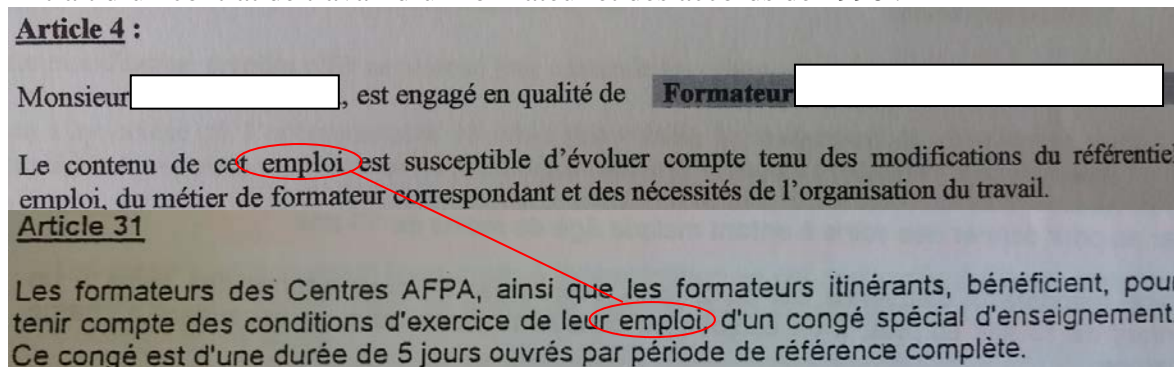 Article 4 :
Monsieur , est engagé en qualité de Formateur
Le contenu de cet emploi est susceptible d'évoluer compte tenu des modifications du référentiel
emploi, du métier de formateur correspondant et des nécessités de l'organisation du travail.
Article 31
Les formateurs des Centres AFPA, ainsi que les formateurs itinérants, bénéficient, pour
tenir compte des conditions d'exercice de leur emploi, d'un congé spécial d'enseignement
Ce congé est d'une durée de 5 jours ouvrés par période de référence complète.